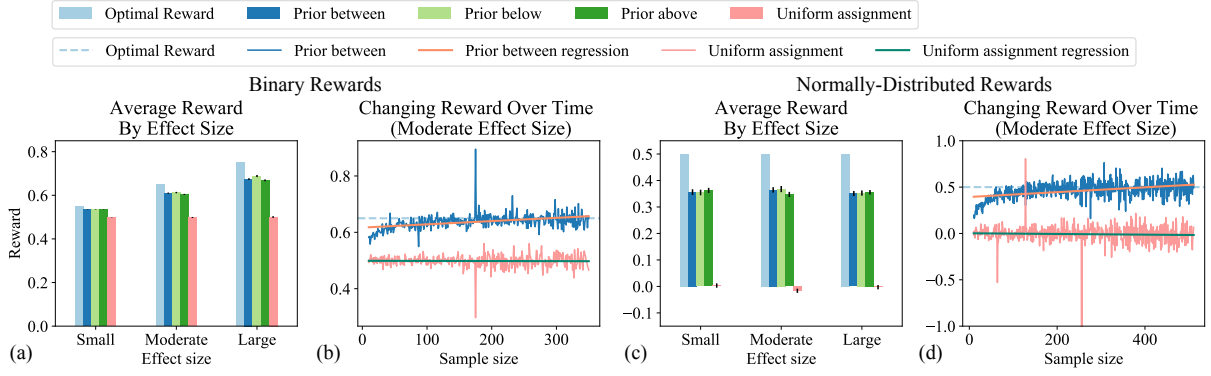 Optimal Reward Prior between Prior below Prior above Uniform assignment
Optimal Reward Prior between Prior between regression Uniform assignment Uniform assignment regression
Binary Rewards
Normally-Distributed Rewards
Average Reward
By Effect Size
0.8
0.6
0.4
0.2
0.0
Reward
Small Moderate Large
Effect size
(a)
Changing Reward Over Time
(Moderate Effect Size)
0.8
0.6
0.4
0 100 200 300
Sample size
(b)
Average Reward
By Effect Size
0.5
0.4
0.3
0.2
0.1
0.0
−0.1
Small Moderate Large
Effect size
(c)
Changing Reward Over Time
(Moderate Effect Size)
1.0
0.5
0.0
−0.5
−1.0
0 200 400
Sample size
(d)